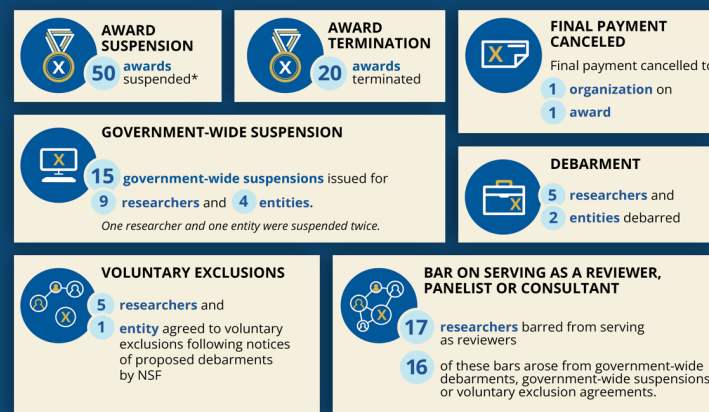 AWARD
SUSPENSION
50 awards
suspended*
AWARD
TERMINATION
20 awards
terminated
FINAL PAYMENT
CANCELED
Final payment cancelled to
1 organization on
1 award
GOVERNMENT-WIDE SUSPENSION
15 government-wide suspensions issued for
9 researchers and 4 entities.
One researcher and one entity were suspended twice.
DEBARMENT
5 researchers and
2 entities debarred
VOLUNTARY EXCLUSIONS
5 researchers and
1 entity agreed to voluntary
exclusions following notices
of proposed debarments
by NSF
BAR ON SERVING AS A REVIEWER,
PANELIST OR CONSULTANT
17 researchers barred from serving
as reviewers
16 of these bars arose from government-wide
debarments, government-wide suspensions
or voluntary exclusion agreements.